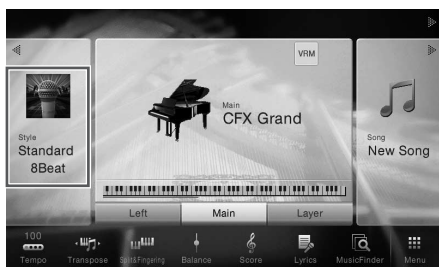 VRM
Main
CFX Grand
Style
Standard
8Beat
Song
New Song
Left
Main
Layer
100
Tempo
Transpose
Split&Fingering
Balance
Score
Lyrics
MusicFinder
Menu